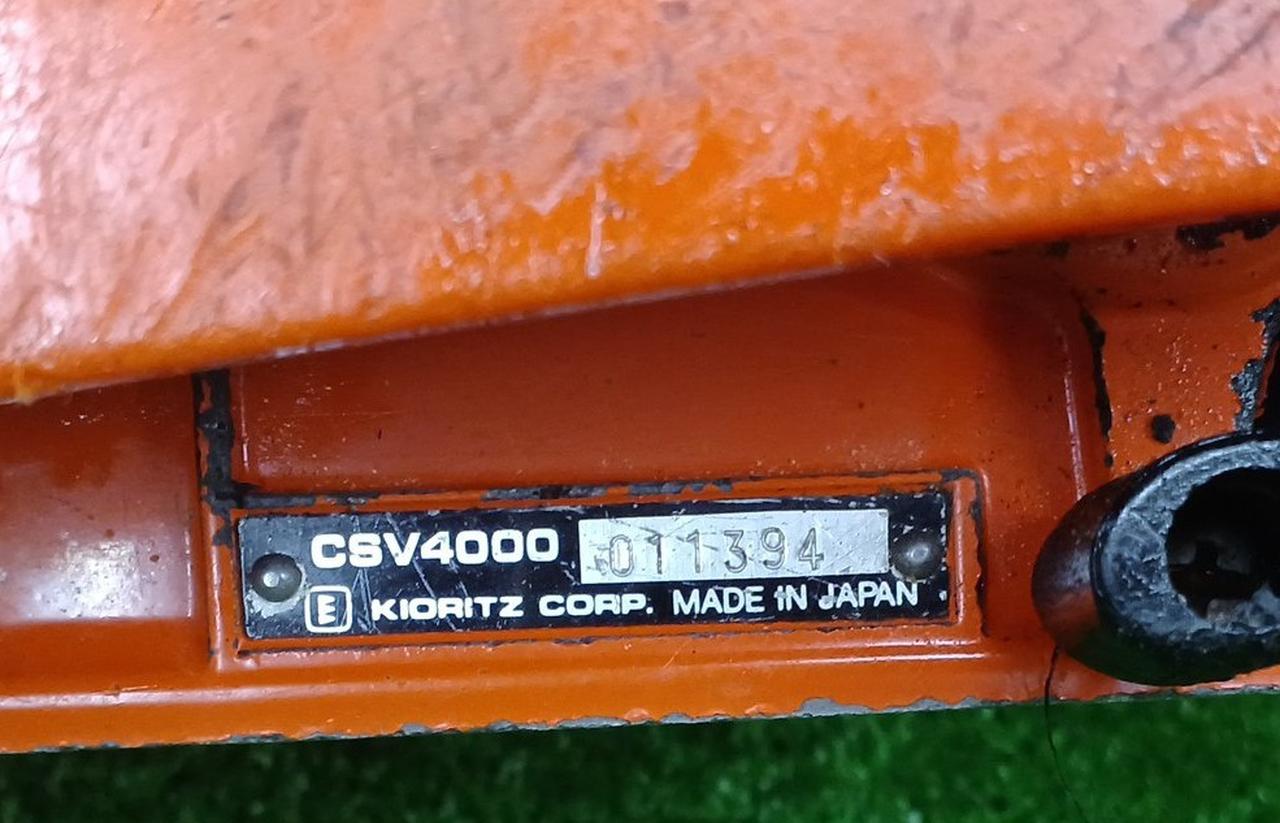 CSV4000 011394
E KIORITZ CORP. MADE IN JAPAN